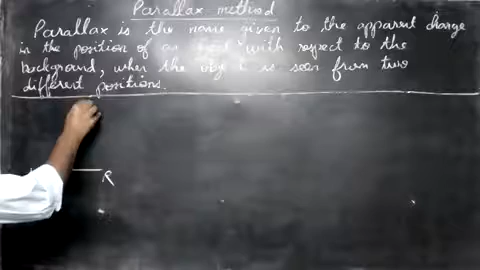 Parallax method
Parallax is the name given to the apparent change
in the position of an object with respect to the
background, when the object is seen from two
different positions.
R